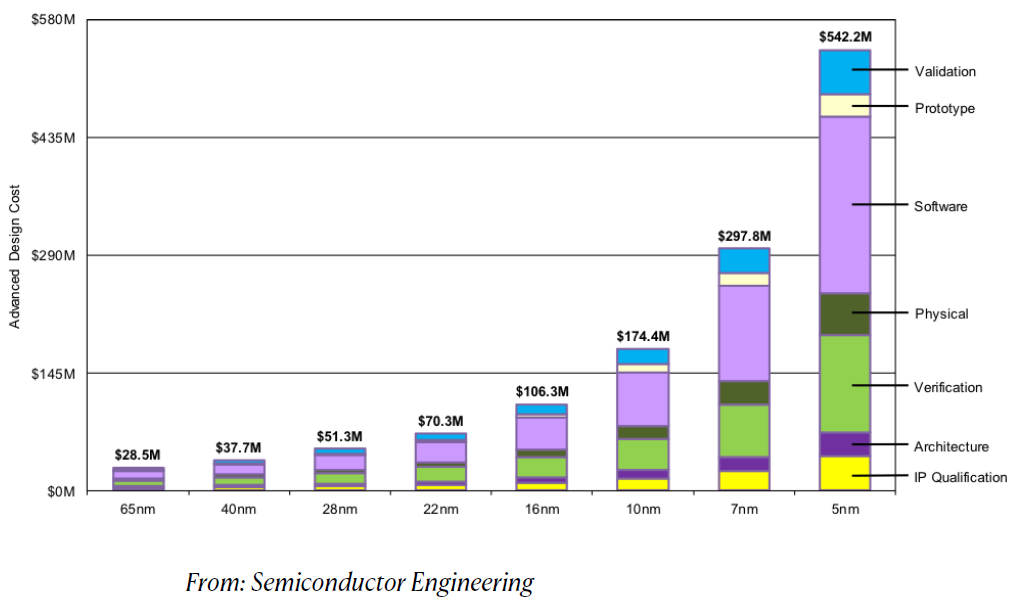 $580M
$435M
$290M
$145M
$0M
Advanced Design Cost
$28.5M
$37.7M
$51.3M
$70.3M
$106.3M
$174.4M
$297.8M
$542.2M
Validation
Prototype
Software
Physical
Verification
Architecture
IP Qualification
65nm
40nm
28nm
22nm
16nm
10nm
7nm
5nm
From: Semiconductor Engineering